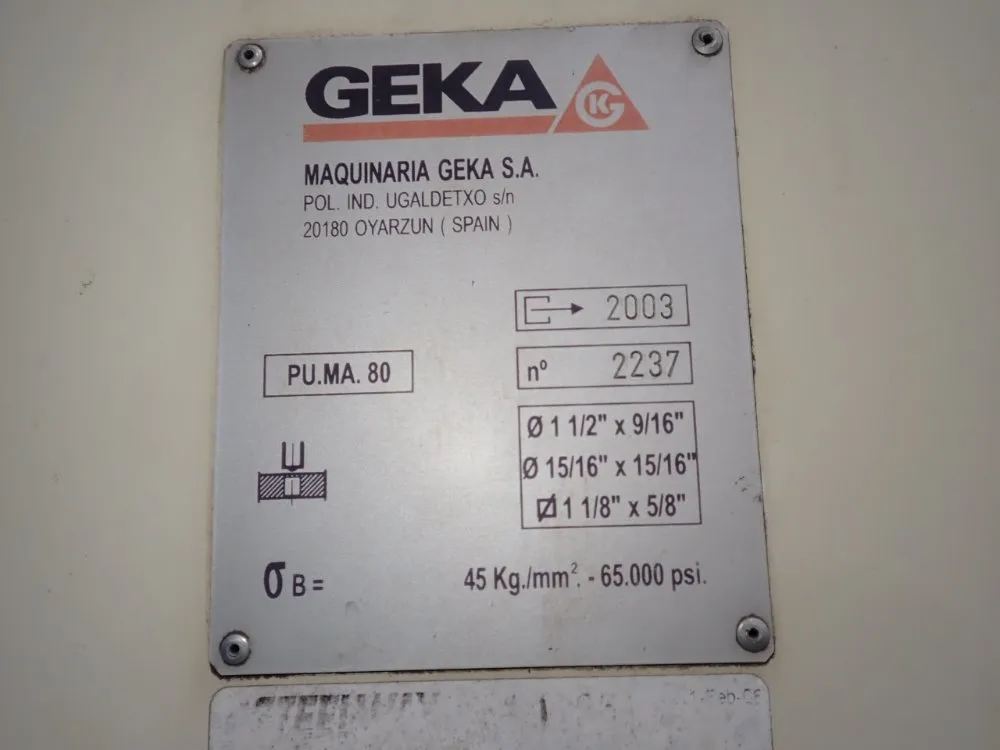 GEKA
KG
MAQUINARIA GEKA S.A.
POL. IND. UGALDETXO s/n
20180 OYARZUN ( SPAIN )
2003
PU.MA. 80
nº 2237
Ø 1 1/2" x 9/16"
Ø 15/16" x 15/16"
1 1/8" x 5/8"
σ B = 45 Kg./mm². - 65.000 psi.